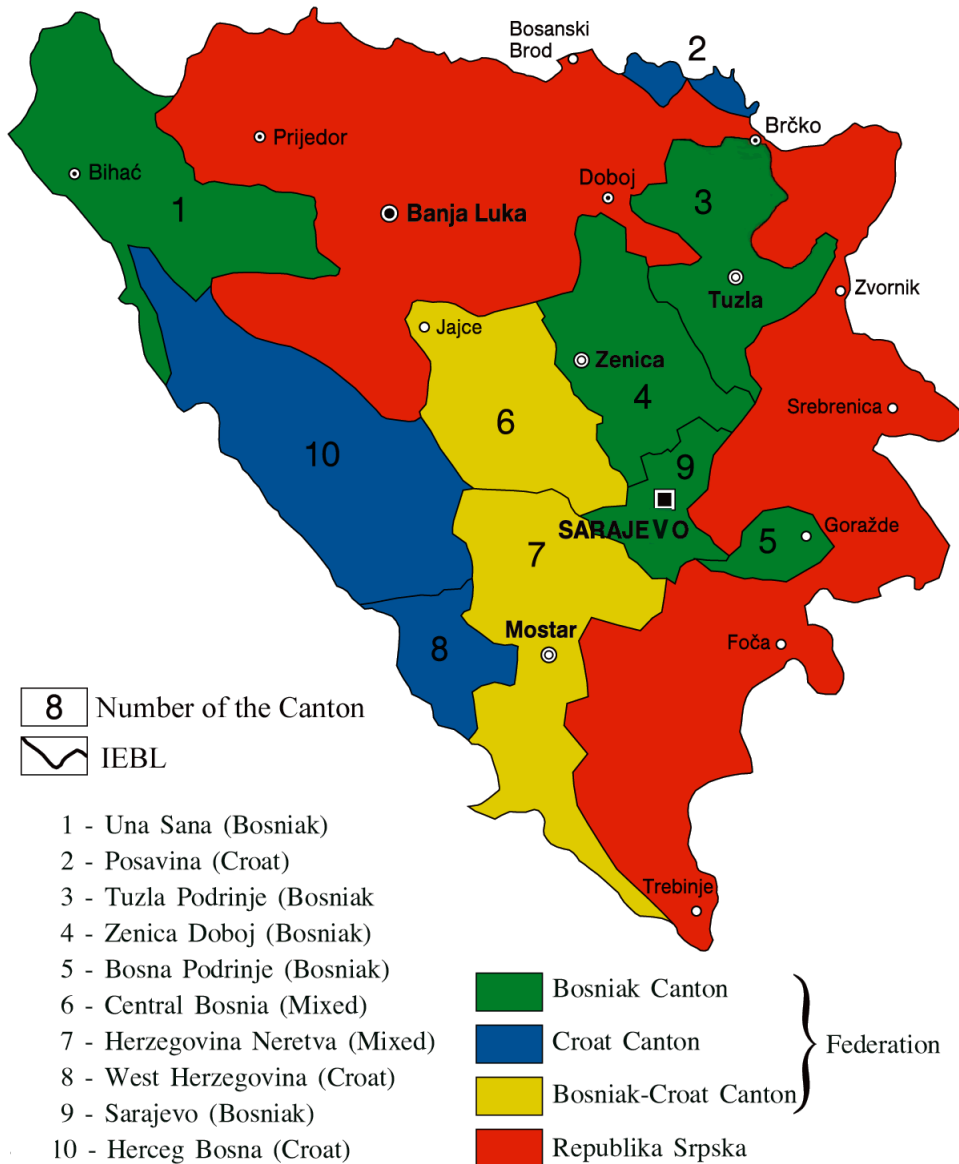 Bosanski
Brod
2
Brčko
Prijedor
Bihać
Doboj
1
3
Banja Luka
Tuzla
Zvornik
Jajce
Zenica
4
Srebrenica
6
10
9
SARAJEVO
Goražde
5
7
Mostar
8
Foča
Trebinje
8 Number of the Canton
IEBL
1 - Una Sana (Bosniak)
2 - Posavina (Croat)
3 - Tuzla Podrinje (Bosniak
4 - Zenica Doboj (Bosniak)
5 - Bosna Podrinje (Bosniak)
6 - Central Bosnia (Mixed)
7 - Herzegovina Neretva (Mixed)
8 - West Herzegovina (Croat)
9 - Sarajevo (Bosniak)
10 - Herceg Bosna (Croat)
Bosniak Canton
Croat Canton
Bosniak-Croat Canton
Federation
Republika Srpska